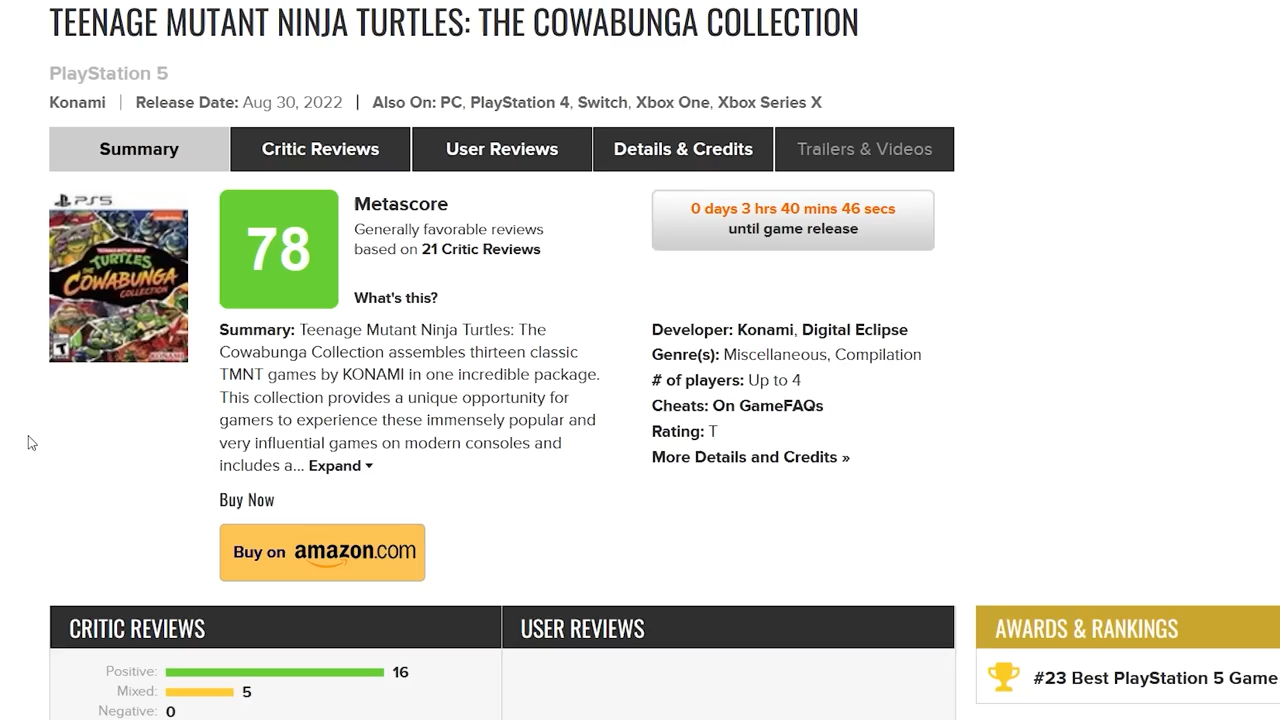 TEENAGE MUTANT NINJA TURTLES: THE COWABUNGA COLLECTION
PlayStation 5
Konami | Release Date: Aug 30, 2022 | Also On: PC, PlayStation 4, Switch, Xbox One, Xbox Series X
Summary Critic Reviews User Reviews Details & Credits Trailers & Videos
PS5
TURTLES
THE COWABUNGA
COLLECTION
T
KONAMI
78
Metascore
Generally favorable reviews
based on 21 Critic Reviews
What's this?
0 days 3 hrs 40 mins 46 secs
until game release
Summary: Teenage Mutant Ninja Turtles: The
Cowabunga Collection assembles thirteen classic
TMNT games by KONAMI in one incredible package.
This collection provides a unique opportunity for
gamers to experience these immensely popular and
very influential games on modern consoles and
includes a... Expand
Developer: Konami, Digital Eclipse
Genre(s): Miscellaneous, Compilation
# of players: Up to 4
Cheats: On GameFAQs
Rating: T
More Details and Credits »
Buy Now
Buy on amazon.com
CRITIC REVIEWS
Positive: 16
Mixed: 5
Negative: 0
USER REVIEWS
AWARDS & RANKINGS
#23 Best PlayStation 5 Game